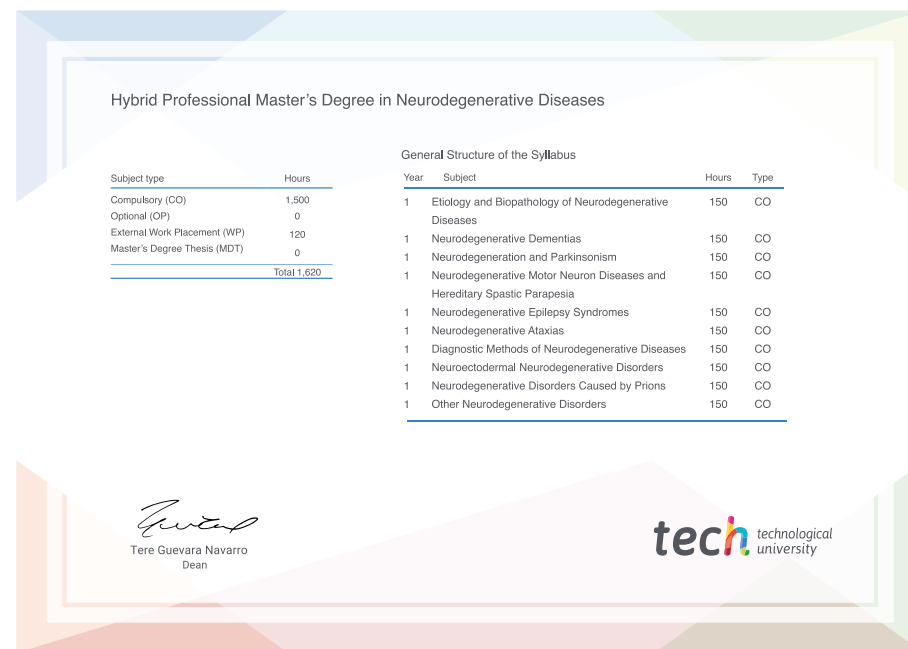 Hybrid Professional Master's Degree in Neurodegenerative Diseases
Subject type Hours
Compulsory (CO) 1,500
Optional (OP) 0
External Work Placement (WP) 120
Master's Degree Thesis (MDT) 0
Total 1,620
General Structure of the Syllabus
Year Subject Hours Type
1 Etiology and Biopathology of Neurodegenerative 150 CO
Diseases
1 Neurodegenerative Dementias 150 CO
1 Neurodegeneration and Parkinsonism 150 CO
1 Neurodegenerative Motor Neuron Diseases and 150 CO
Hereditary Spastic Parapesia
1 Neurodegenerative Epilepsy Syndromes 150 CO
1 Neurodegenerative Ataxias 150 CO
1 Diagnostic Methods of Neurodegenerative Diseases 150 CO
1 Neuroectodermal Neurodegenerative Disorders 150 CO
1 Neurodegenerative Disorders Caused by Prions 150 CO
1 Other Neurodegenerative Disorders 150 CO
Tere Guevara Navarro
Dean
tech technological
university